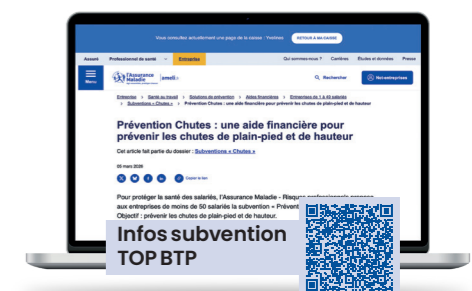 Vous consultez actuellement une page de la caisse : Yvelines
RETOUR À MA CAISSE
Assuré
Professionnel de santé
Entreprise
Qui sommes-nous ?
Carrières
Études et données
Presse
Menu
l'Assurance
Maladie
ameli.fr
Rechercher
Net-entreprises
Entreprise > Santé au travail > Solutions de prévention > Aides financières > Entreprises de 1 à 49 salariés
> Subventions « Chutes » > Prévention Chutes : une aide financière pour prévenir les chutes de plain-pied et de hauteur
Prévention Chutes : une aide financière pour
prévenir les chutes de plain-pied et de hauteur
Cet article fait partie du dossier : Subventions « Chutes »
Copier le lien
Pour protéger la santé des salariés, l'Assurance Maladie - Risques professionnels propose
aux entreprises de moins de 50 salariés la subvention « Prévent
Objectif : prévenir les chutes de plain-pied et de hauteur.
Infos subvention
TOP BTP